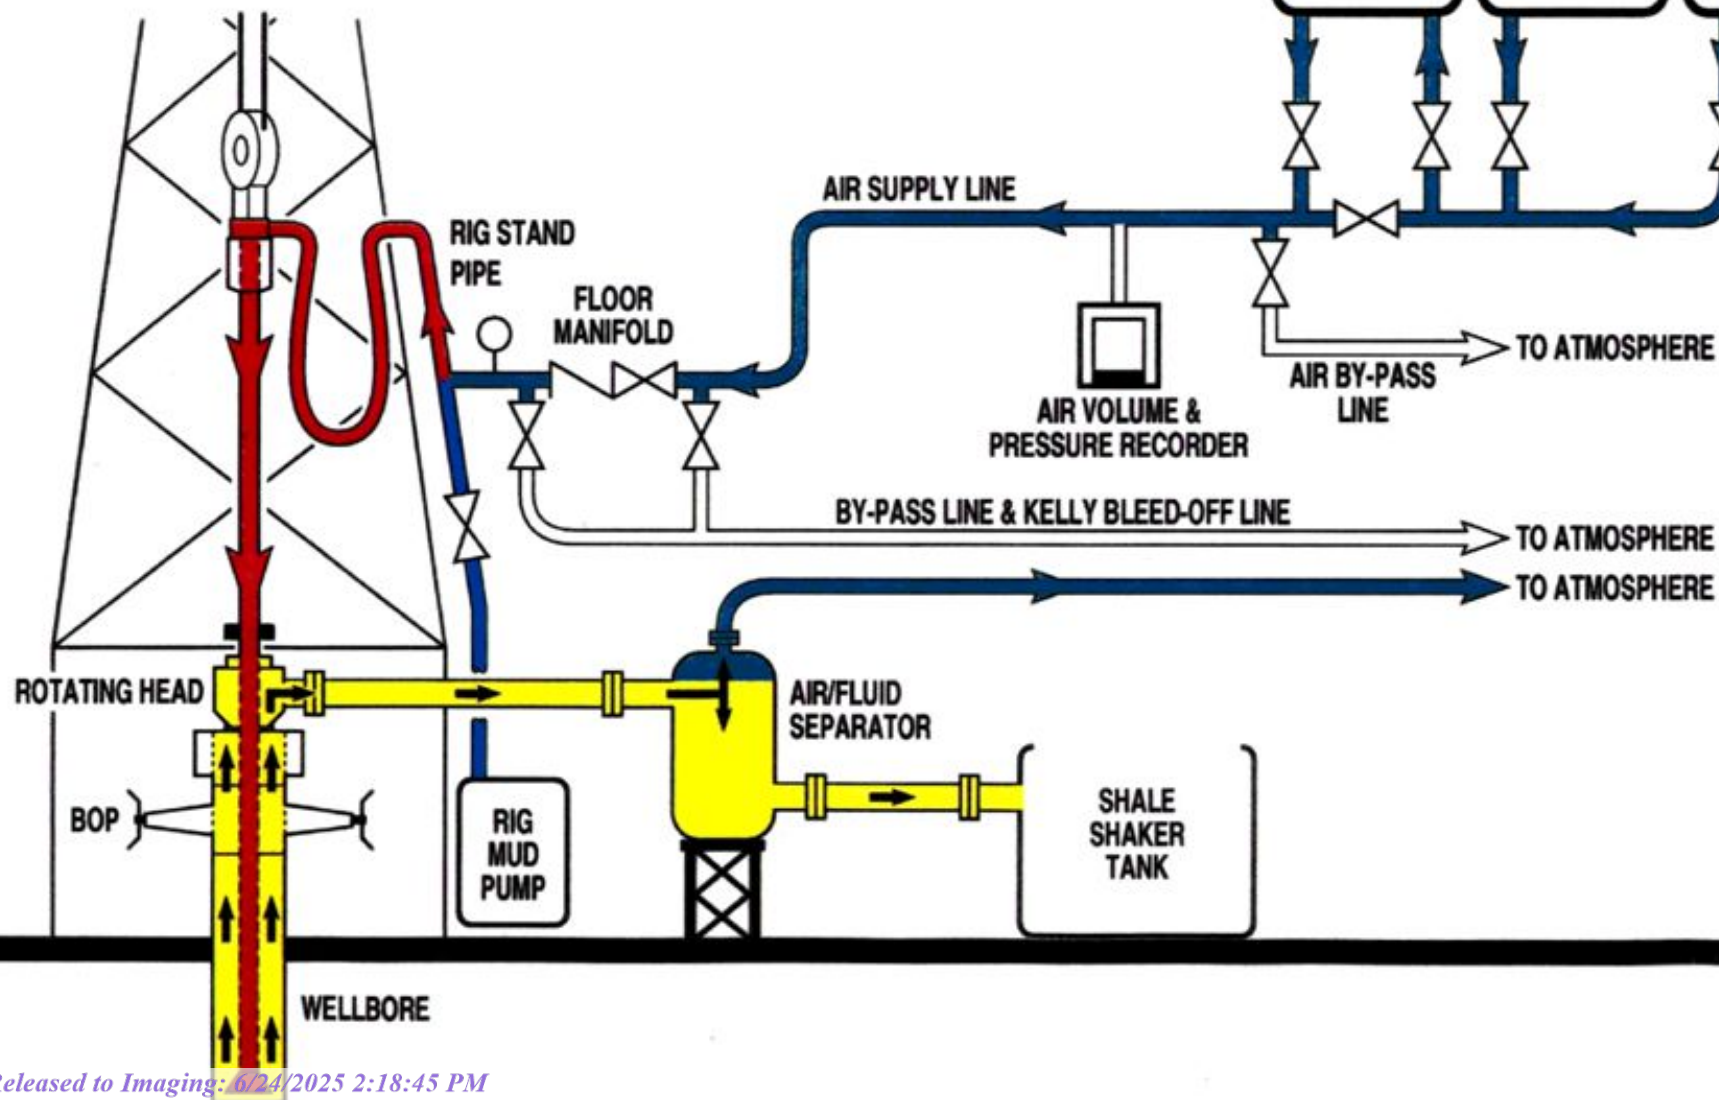 AIR SUPPLY LINE
RIG STAND
PIPE
FLOOR
MANIFOLD
TO ATMOSPHERE
AIR BY-PASS
LINE
AIR VOLUME &
PRESSURE RECORDER
BY-PASS LINE & KELLY BLEED-OFF LINE
TO ATMOSPHERE
TO ATMOSPHERE
ROTATING HEAD
AIR/FLUID
SEPARATOR
BOP
RIG
MUD
PUMP
SHALE
SHAKER
TANK
WELLBORE
Released to Imaging: 6/24/2025 2:18:45 PM